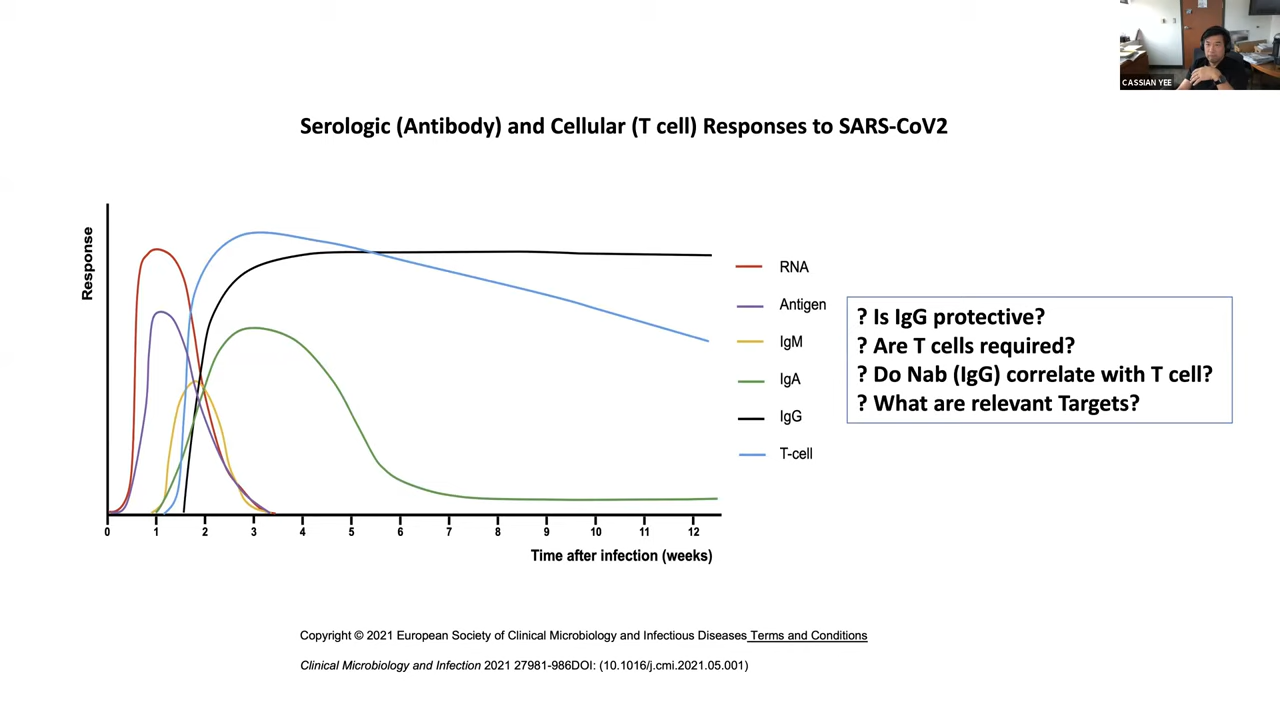 CASSIAN YEE
Serologic (Antibody) and Cellular (T cell) Responses to SARS-CoV2
Response
RNA
Antigen
IgM
IgA
IgG
T-cell
? Is IgG protective?
? Are T cells required?
? Do Nab (IgG) correlate with T cell?
? What are relevant Targets?
0 1 2 3 4 5 6 7 8 9 10 11 12
Time after infection (weeks)
Copyright © 2021 European Society of Clinical Microbiology and Infectious Diseases Terms and Conditions
Clinical Microbiology and Infection 2021 27981-986DOI: (10.1016/j.cmi.2021.05.001)